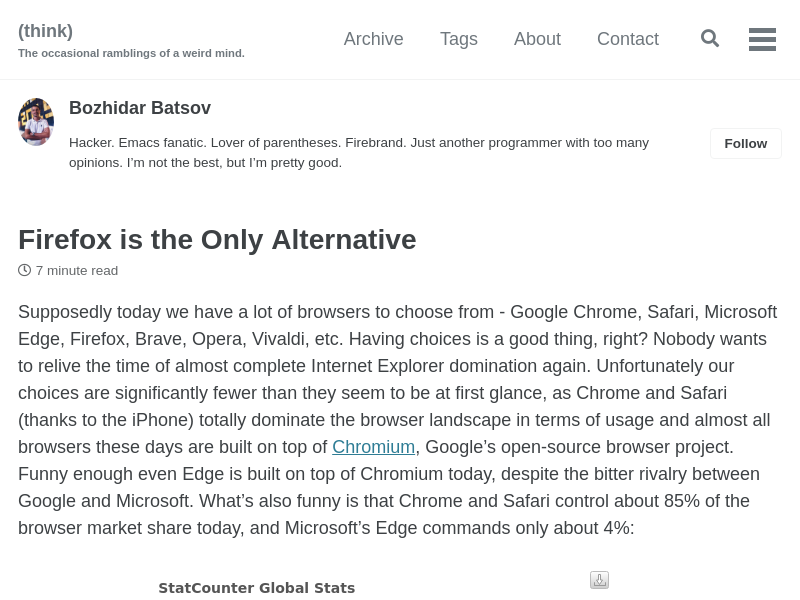 (think)
The occasional ramblings of a weird mind.
Archive Tags About Contact
Bozhidar Batsov
Hacker. Emacs fanatic. Lover of parentheses. Firebrand. Just another programmer with too many
opinions. I’m not the best, but I’m pretty good.
Follow
Firefox is the Only Alternative
7 minute read
Supposedly today we have a lot of browsers to choose from - Google Chrome, Safari, Microsoft
Edge, Firefox, Brave, Opera, Vivaldi, etc. Having choices is a good thing, right? Nobody wants
to relive the time of almost complete Internet Explorer domination again. Unfortunately our
choices are significantly fewer than they seem to be at first glance, as Chrome and Safari
(thanks to the iPhone) totally dominate the browser landscape in terms of usage and almost all
browsers these days are built on top of Chromium, Google’s open-source browser project.
Funny enough even Edge is built on top of Chromium today, despite the bitter rivalry between
Google and Microsoft. What’s also funny is that Chrome and Safari control about 85% of the
browser market share today, and Microsoft’s Edge commands only about 4%:
StatCounter Global Stats